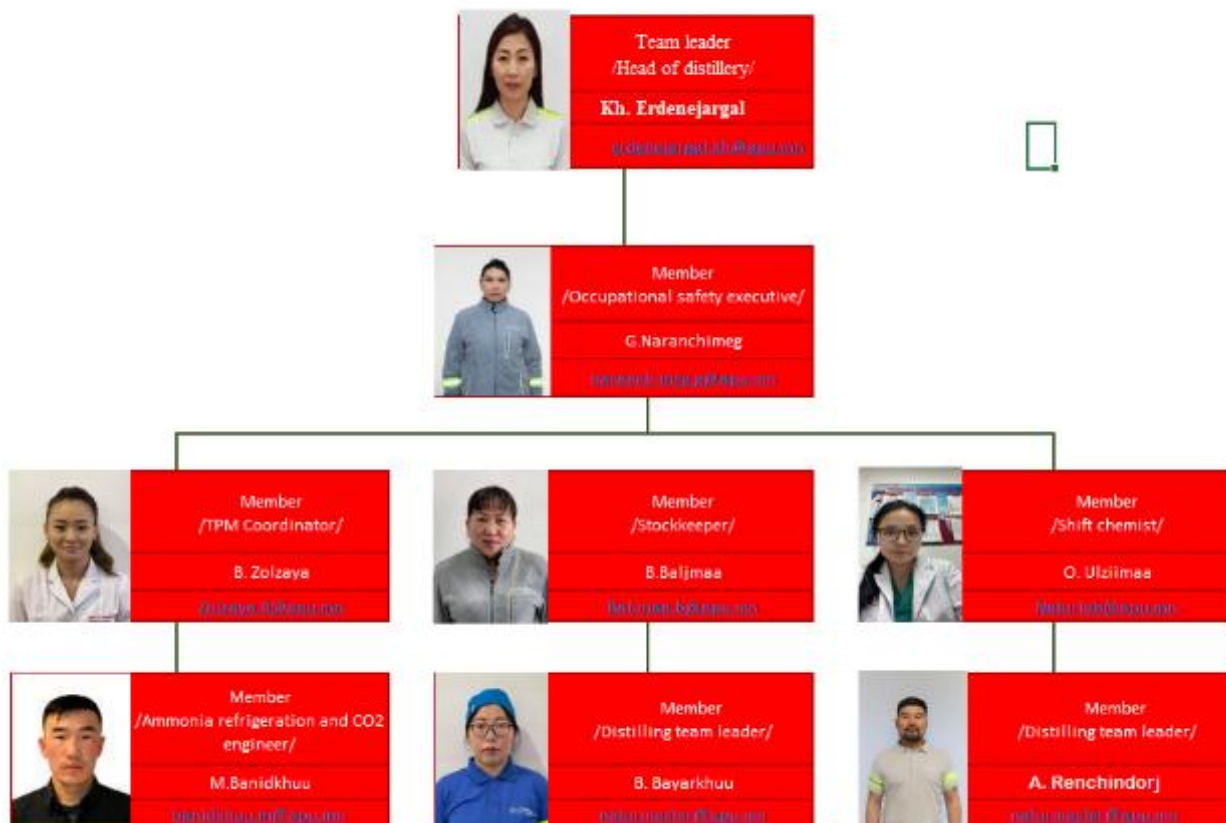 Team leader
/Head of distillery/
Kh. Erdenejargal
Member
/Occupational safety executive/
G.Naranchimeg
Member
/TPM Coordinator/
B. Zolzaya
Member
/Stockkeeper/
B.Baljmaa
Member
/Shift chemist/
O. Ulziimaa
Member
/Ammonia refrigeration and CO2
engineer/
M.Banidkhuu
Member
/Distilling team leader/
B. Bayarkhuu
Member
/Distilling team leader/
A. Renchindorj